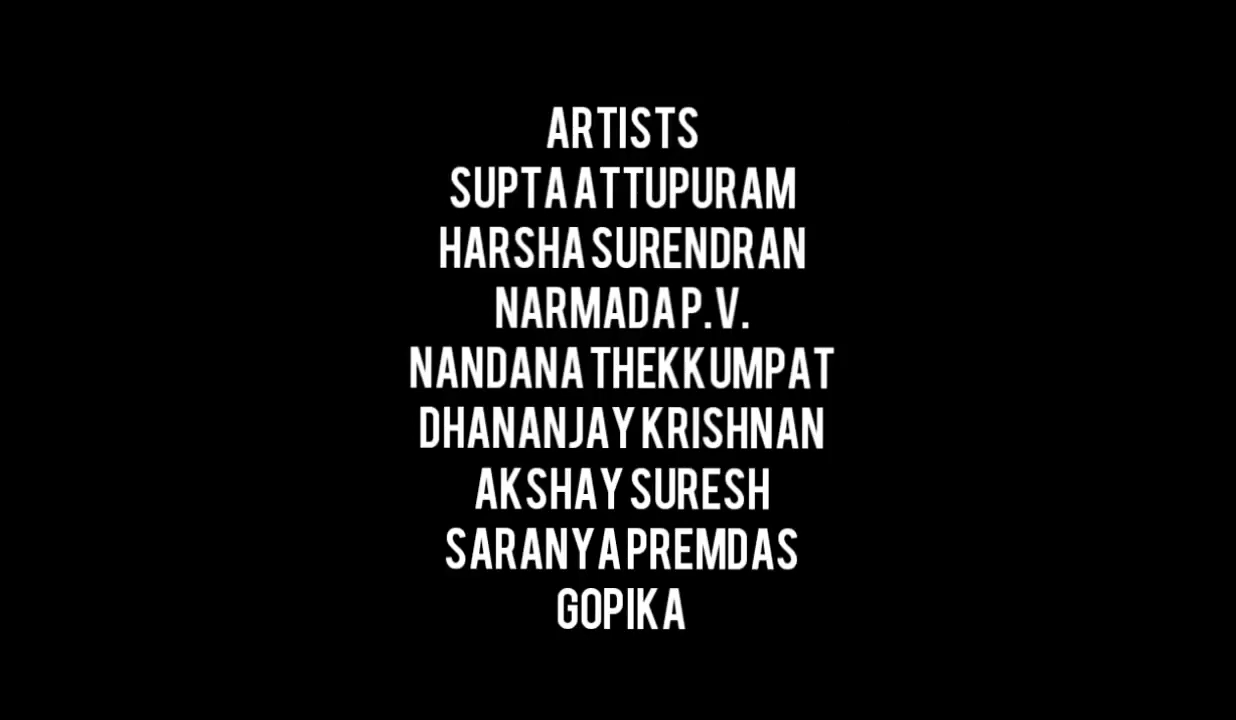 ARTISTS
SUPTA ATTUPURAM
HARSHA SURENDRAN
NARMADA P.V.
NANDANA THEKKUMPAT
DHANANJAY KRISHNAN
AKSHAY SURESH
SARANYA PREMDAS
GOPIKA